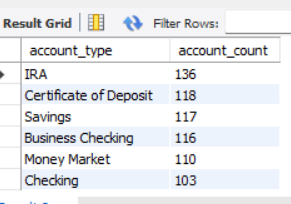 Result Grid Filter Rows:
account_type account_count
IRA 136
Certificate of Deposit 118
Savings 117
Business Checking 116
Money Market 110
Checking 103